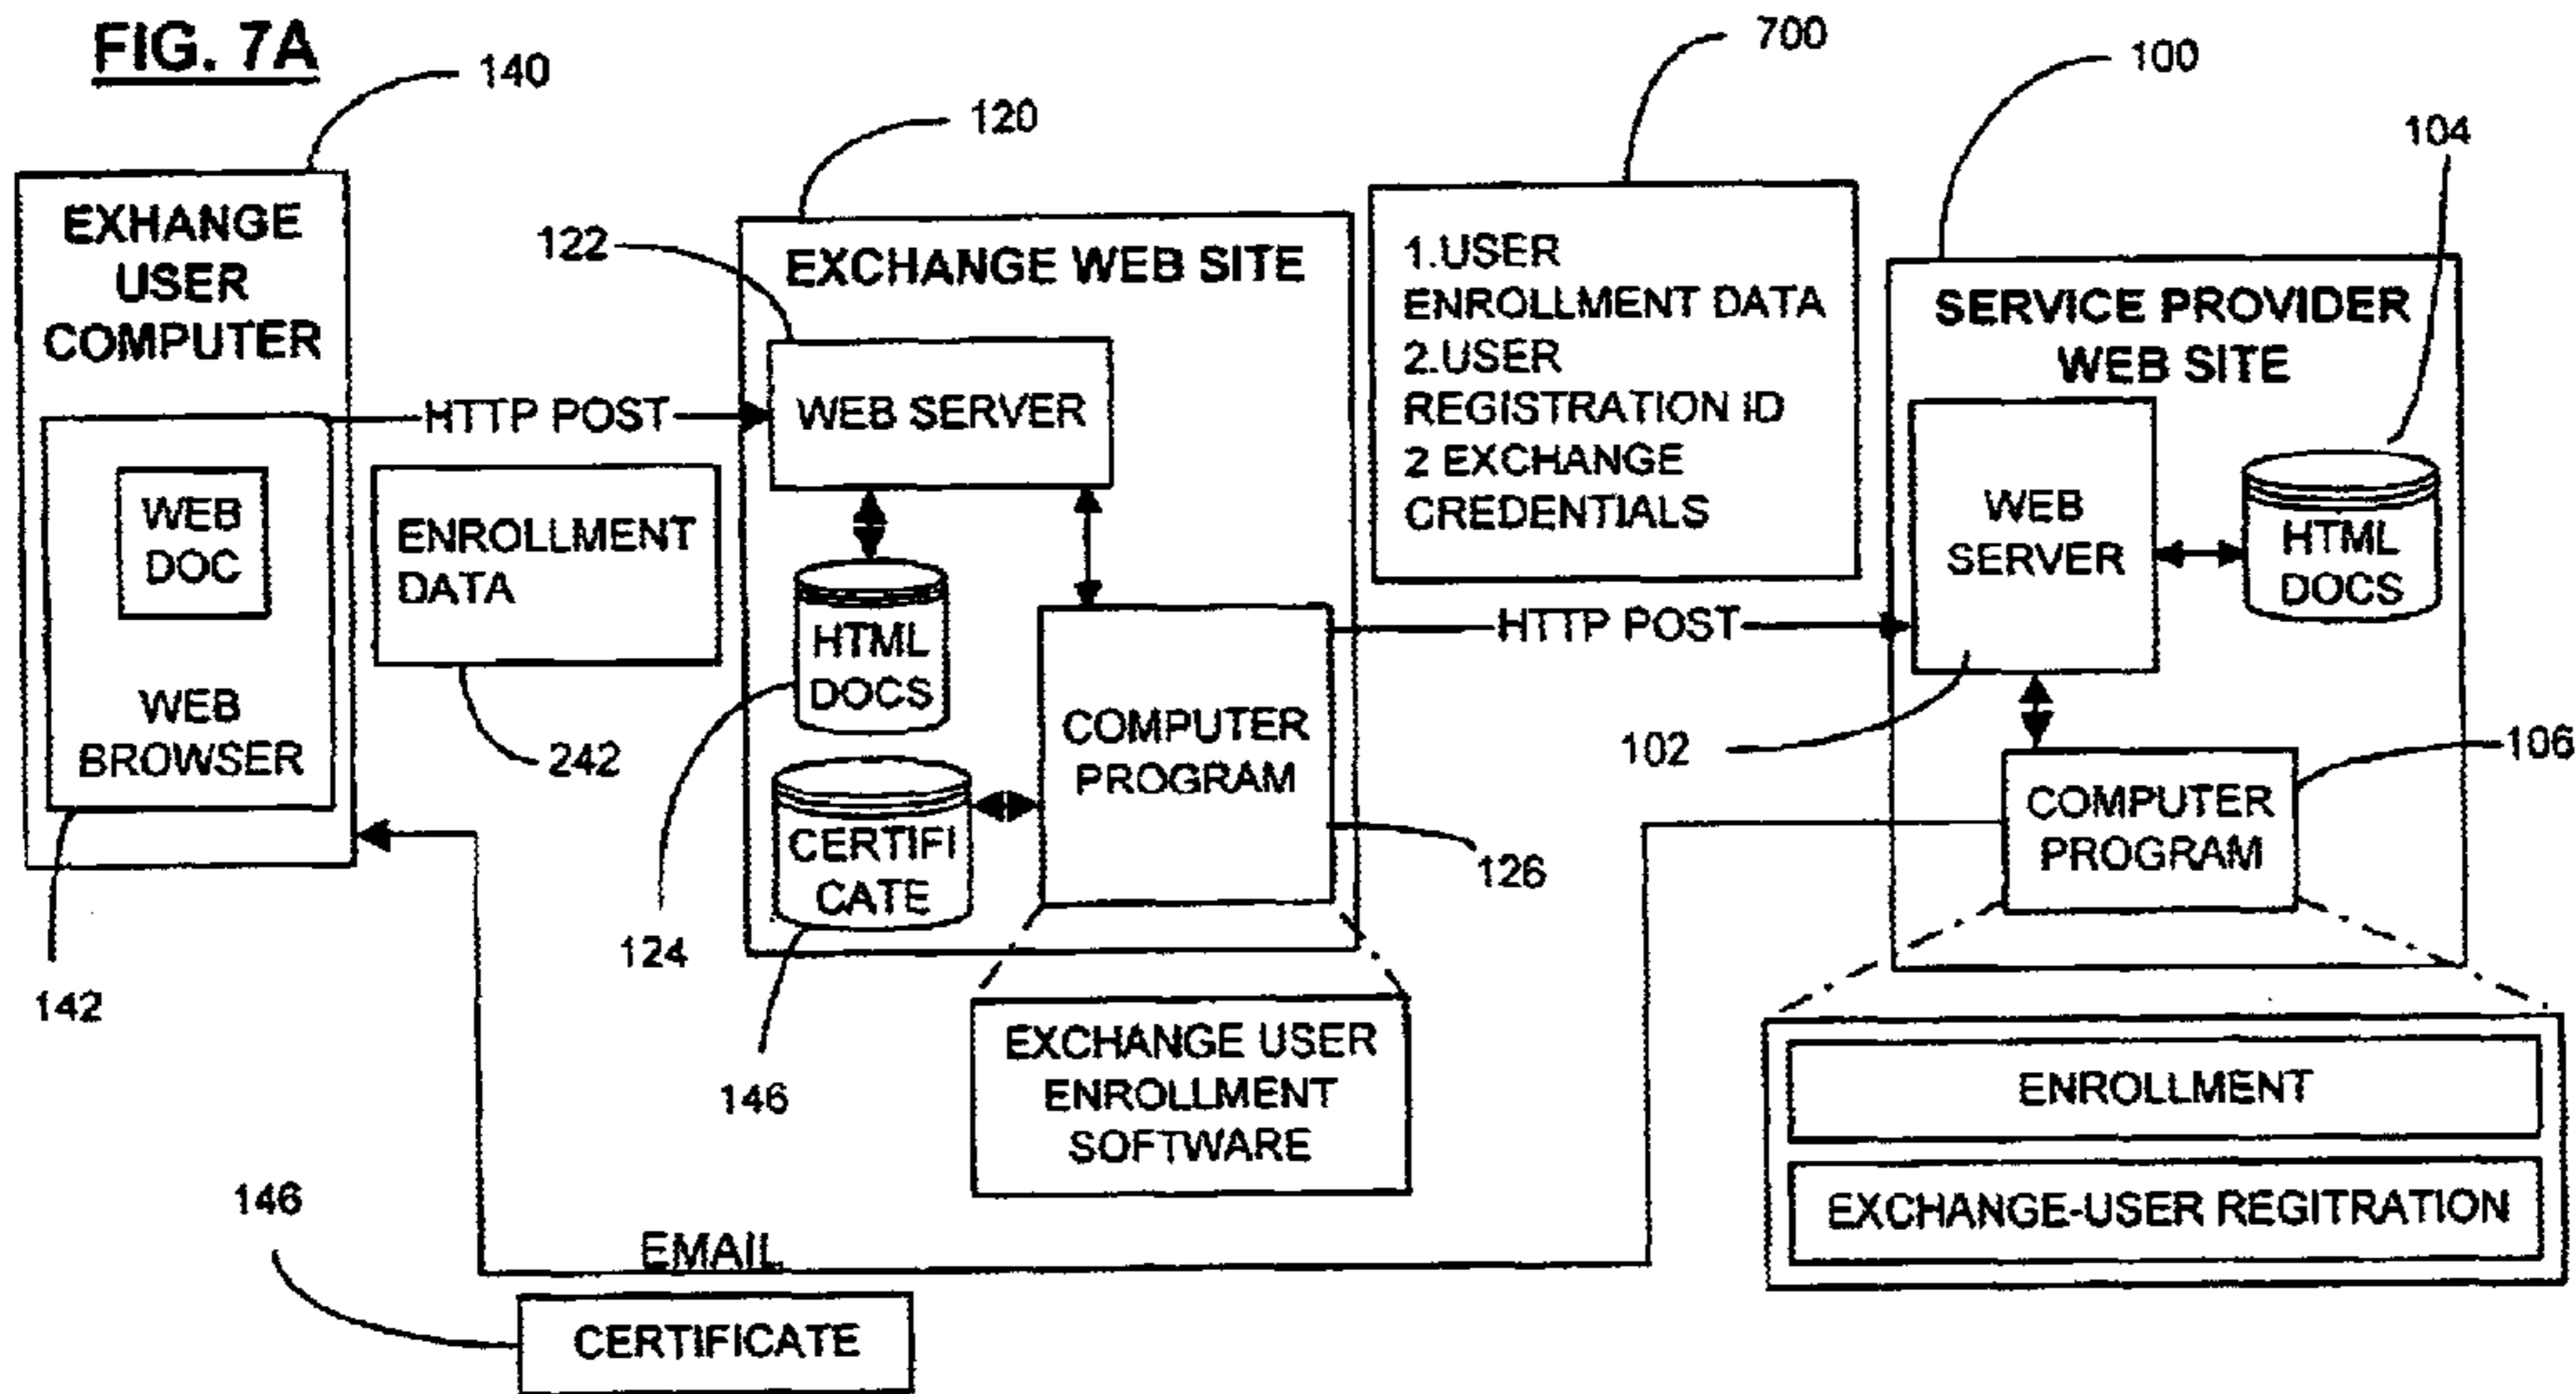 FIG. 7A
140
120
700
100
104
EXHANGE
USER
COMPUTER
WEB
DOC
WEB
BROWSER
142
HTTP POST
ENROLLMENT
DATA
242
122
EXCHANGE WEB SITE
WEB SERVER
HTML
DOCS
124
CERTIFI
CATE
146
COMPUTER
PROGRAM
126
EXCHANGE USER
ENROLLMENT
SOFTWARE
1.USER
ENROLLMENT DATA
2.USER
REGISTRATION ID
2 EXCHANGE
CREDENTIALS
HTTP POST
SERVICE PROVIDER
WEB SITE
WEB
SERVER
HTML
DOCS
102
106
COMPUTER
PROGRAM
ENROLLMENT
EXCHANGE-USER REGITRATION
EMAIL
146
CERTIFICATE